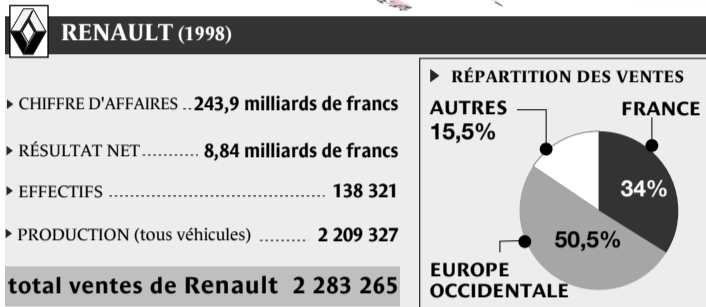 RENAULT (1998)
CHIFFRE D'AFFAIRES .. 243,9 milliards de francs
RÉSULTAT NET.......... 8,84 milliards de francs
EFFECTIFS ................................ 138 321
PRODUCTION (tous véhicules) ......... 2 209 327
total ventes de Renault 2 283 265
RÉPARTITION DES VENTES
AUTRES
15,5%
FRANCE
34%
50,5%
EUROPE
OCCIDENTALE